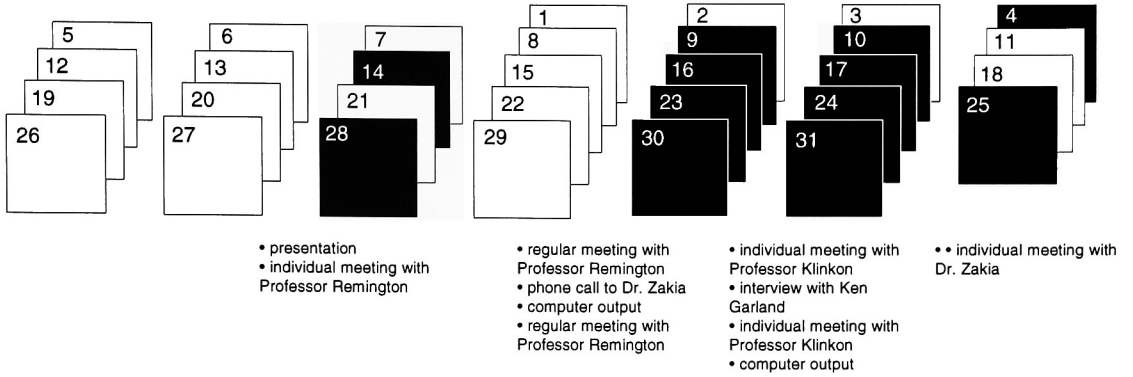 5
12
19
26
6
13
20
27
7
14
21
28
1
8
15
22
29
2
9
16
23
30
3
10
17
24
31
4
11
18
25
• presentation
• individual meeting with
Professor Remington
• regular meeting with
Professor Remington
• phone call to Dr. Zakia
• computer output
• regular meeting with
Professor Remington
• individual meeting with
Professor Klinkon
• interview with Ken
Garland
• individual meeting with
Professor Klinkon
• computer output
• • individual meeting with
Dr. Zakia